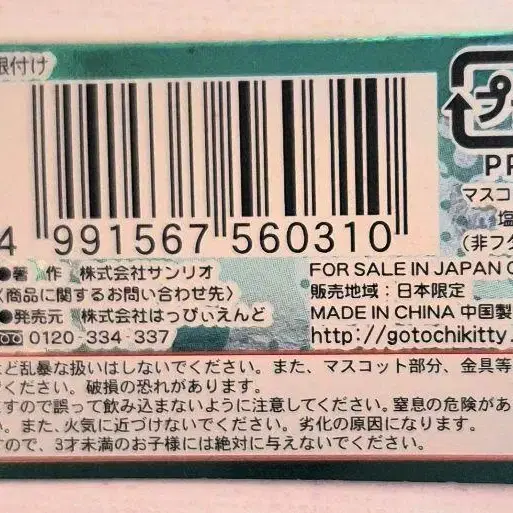 根付け
4 991567 560310
プ
PP
マスコ
塩
(非フタ
●著 作 株式会社サンリオ
〈商品に関するお問い合わせ先〉
●発売元 株式会社はっぴぃえんど
0120-334-337
FOR SALE IN JAPAN O
販売地域：日本限定
MADE IN CHINA 中国製
http://gotochikitty.
ど乱暴な扱いはしないでください。また、マスコット部分、金具等
ください。破損の恐れがあります。
すので誤って飲み込まないように注意してください。窒息の危険があ
い。また、火気に近づけないでください。劣化の原因になります。
すので、3才未満のお子様には絶対に与えないでください。